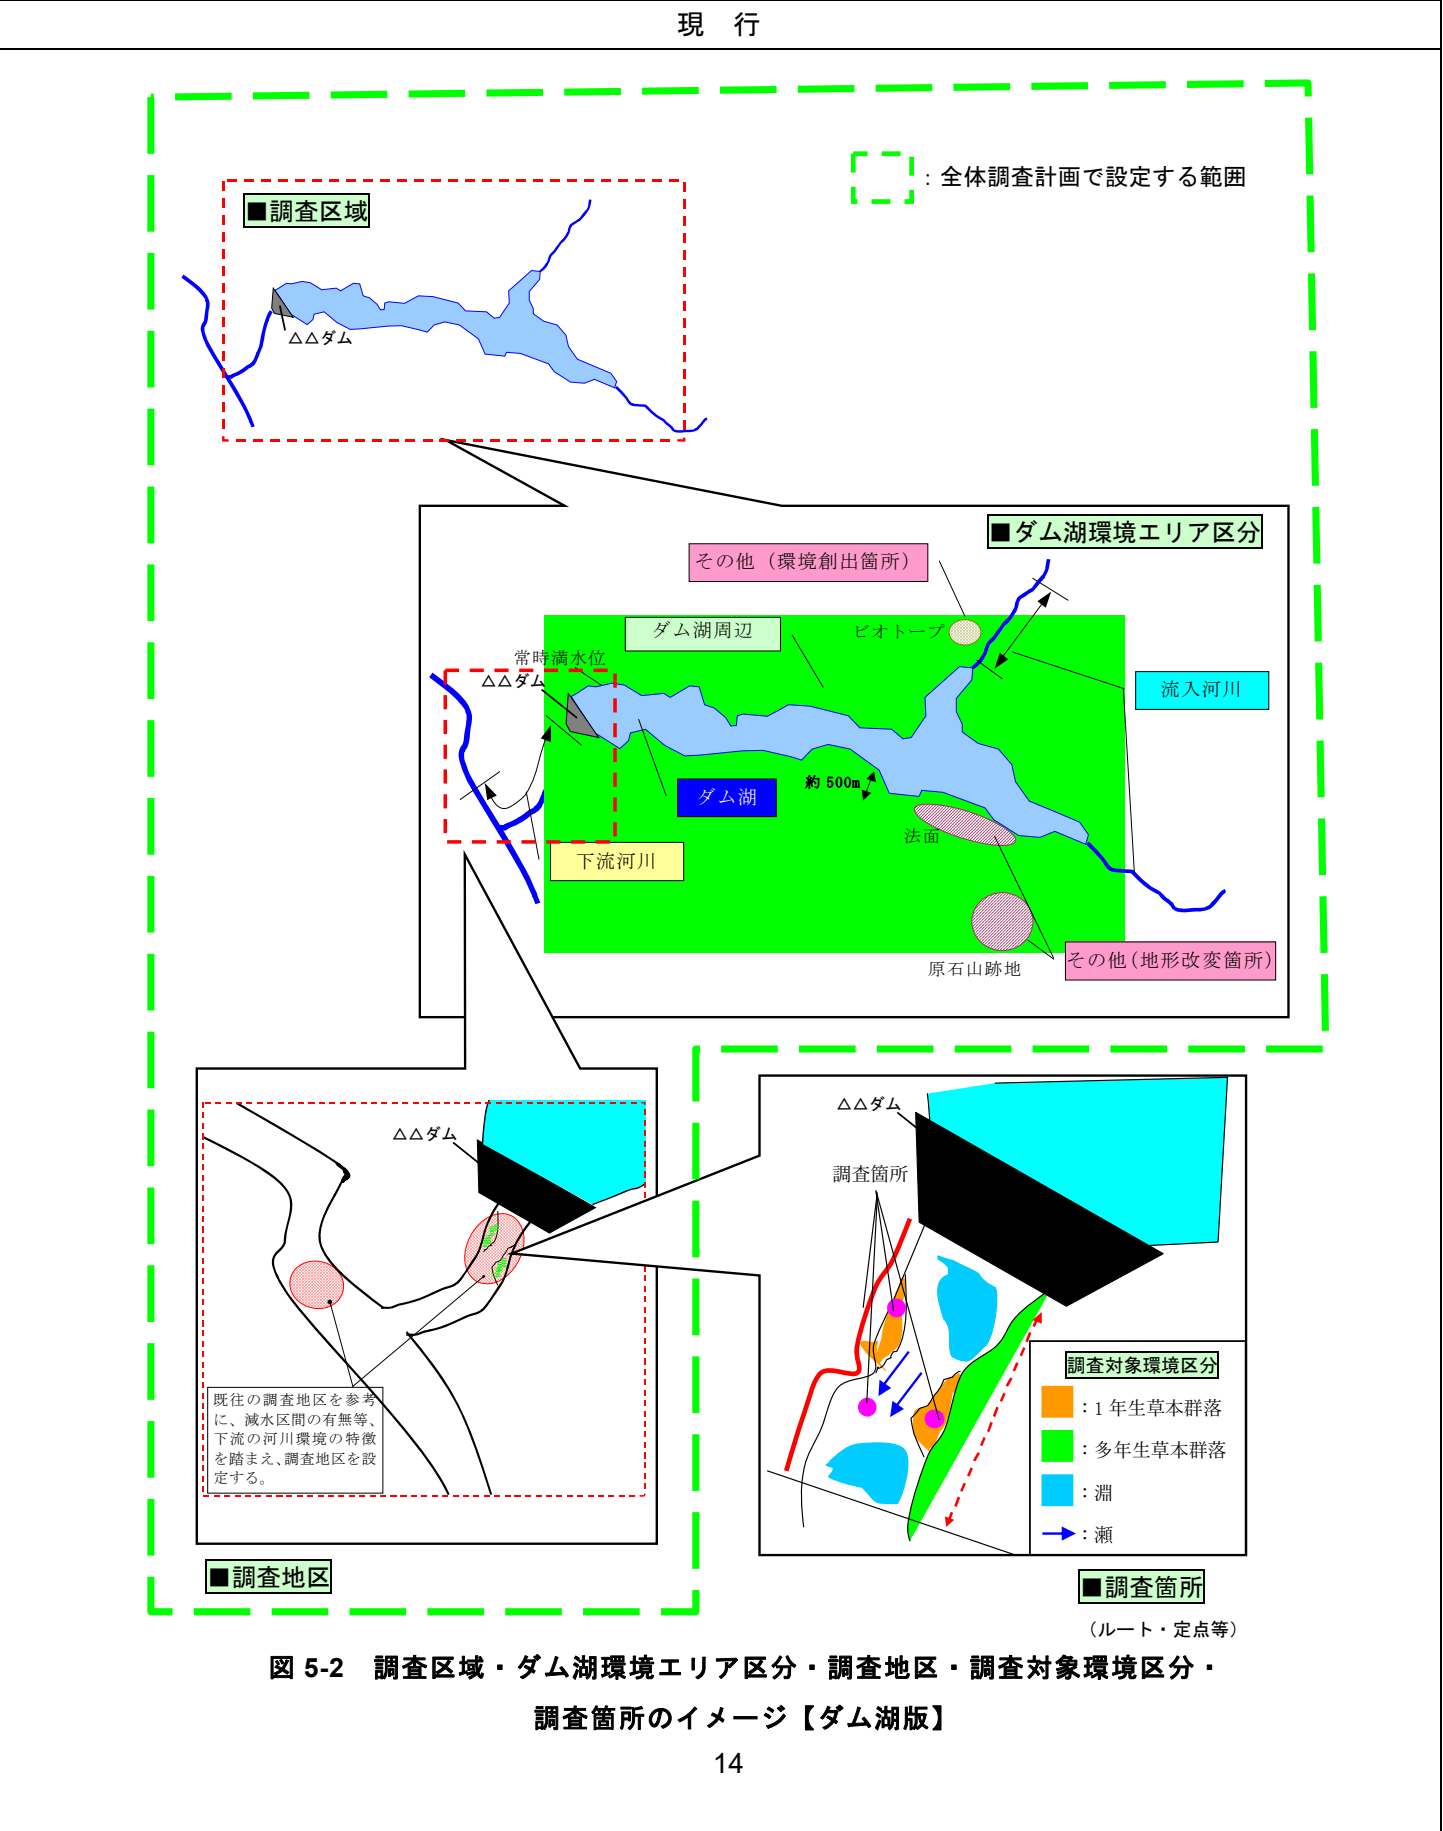 現　行
：全体調査計画で設定する範囲
■調査区域
△△ダム
■ダム湖環境エリア区分
その他（環境創出箇所）
ダム湖周辺
ビオトープ
常時満水位
△△ダム
流入河川
ダム湖
約 500m
法面
下流河川
その他(地形改変箇所)
原石山跡地
△△ダム
既往の調査地区を参考
に、減水区間の有無等、
下流の河川環境の特徴
を踏まえ、調査地区を設
定する。
■調査地区
△△ダム
調査箇所
調査対象環境区分
：1 年生草本群落
：多年生草本群落
：淵
：瀬
■調査箇所
（ルート・定点等）
図 5-2　調査区域・ダム湖環境エリア区分・調査地区・調査対象環境区分・
調査箇所のイメージ【ダム湖版】
14